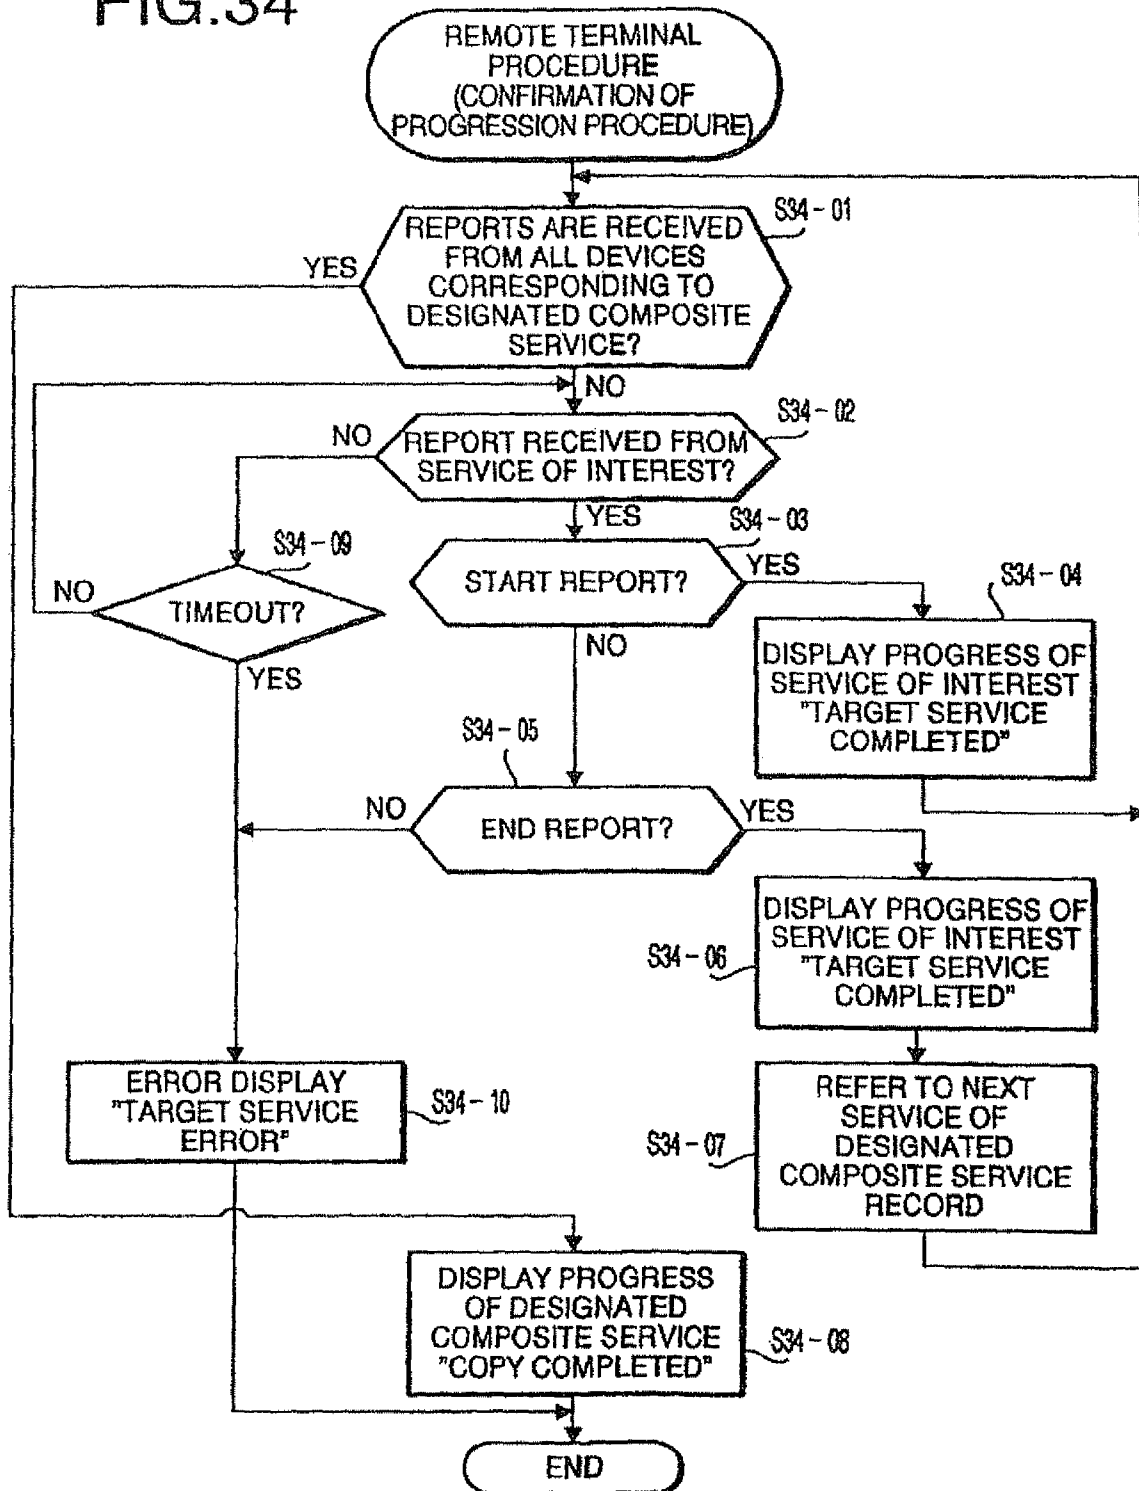 FIG.34
REMOTE TERMINAL
PROCEDURE
(CONFIRMATION OF
PROGRESSION PROCEDURE)
S34-01
REPORTS ARE RECEIVED
FROM ALL DEVICES
CORRESPONDING TO
DESIGNATED COMPOSITE
SERVICE?
YES
NO
S34-02
REPORT RECEIVED FROM
SERVICE OF INTEREST?
NO
YES
S34-03
START REPORT?
YES
NO
S34-04
DISPLAY PROGRESS OF
SERVICE OF INTEREST
"TARGET SERVICE
COMPLETED"
S34-09
TIMEOUT?
NO
YES
S34-05
END REPORT?
NO
YES
S34-06
DISPLAY PROGRESS OF
SERVICE OF INTEREST
"TARGET SERVICE
COMPLETED"
S34-07
REFER TO NEXT
SERVICE OF
DESIGNATED
COMPOSITE SERVICE
RECORD
ERROR DISPLAY
"TARGET SERVICE
ERROR"
S34-10
DISPLAY PROGRESS
OF DESIGNATED
COMPOSITE SERVICE
"COPY COMPLETED"
S34-08
END